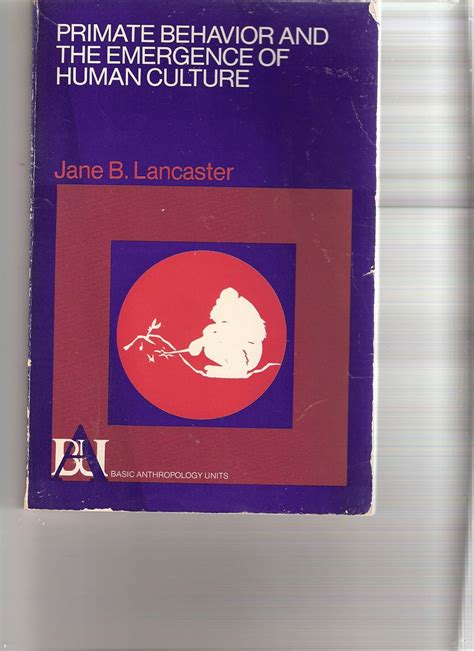 PRIMATE BEHAVIOR AND
THE EMERGENCE OF
HUMAN CULTURE
Jane B. Lancaster
BAU
BASIC ANTHROPOLOGY UNITS